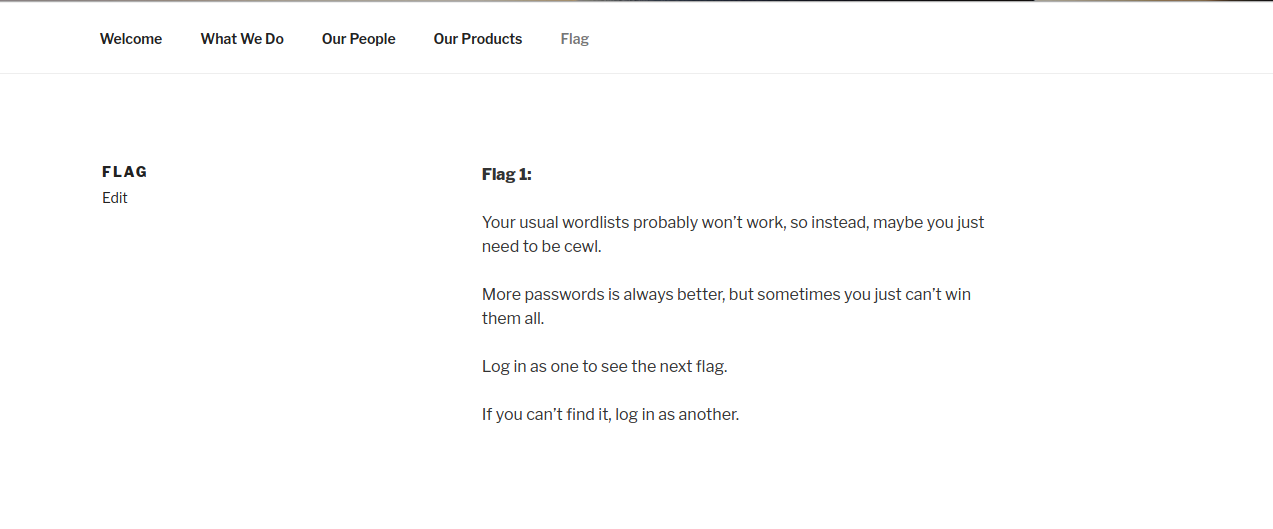 Welcome What We Do Our People Our Products Flag
FLAG
Edit
Flag 1:
Your usual wordlists probably won’t work, so instead, maybe you just
need to be cewl.
More passwords is always better, but sometimes you just can’t win
them all.
Log in as one to see the next flag.
If you can’t find it, log in as another.